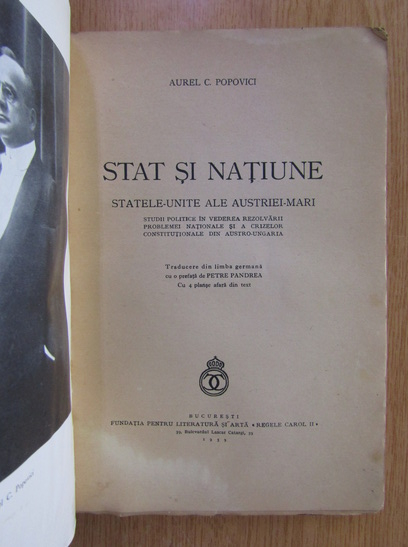 AUREL C. POPOVICI
STAT ȘI NAȚIUNE
STATELE-UNITE ALE AUSTRIEI-MARI
STUDII POLITICE ÎN VEDEREA REZOLVĂRII
PROBLEMEI NAȚIONALE ȘI A CRIZELOR
CONSTITUȚIONALE DIN AUSTRO-UNGARIA
Traducere din limba germană
cu o prefață de PETRE PANDREA
Cu 4 planșe afară din text
BUCUREȘTI
FUNDAȚIA PENTRU LITERATURĂ ȘI ARTĂ «REGELE CAROL II»
39, Bulevardul Lascar Catargi, 39
1939
C. Popovici